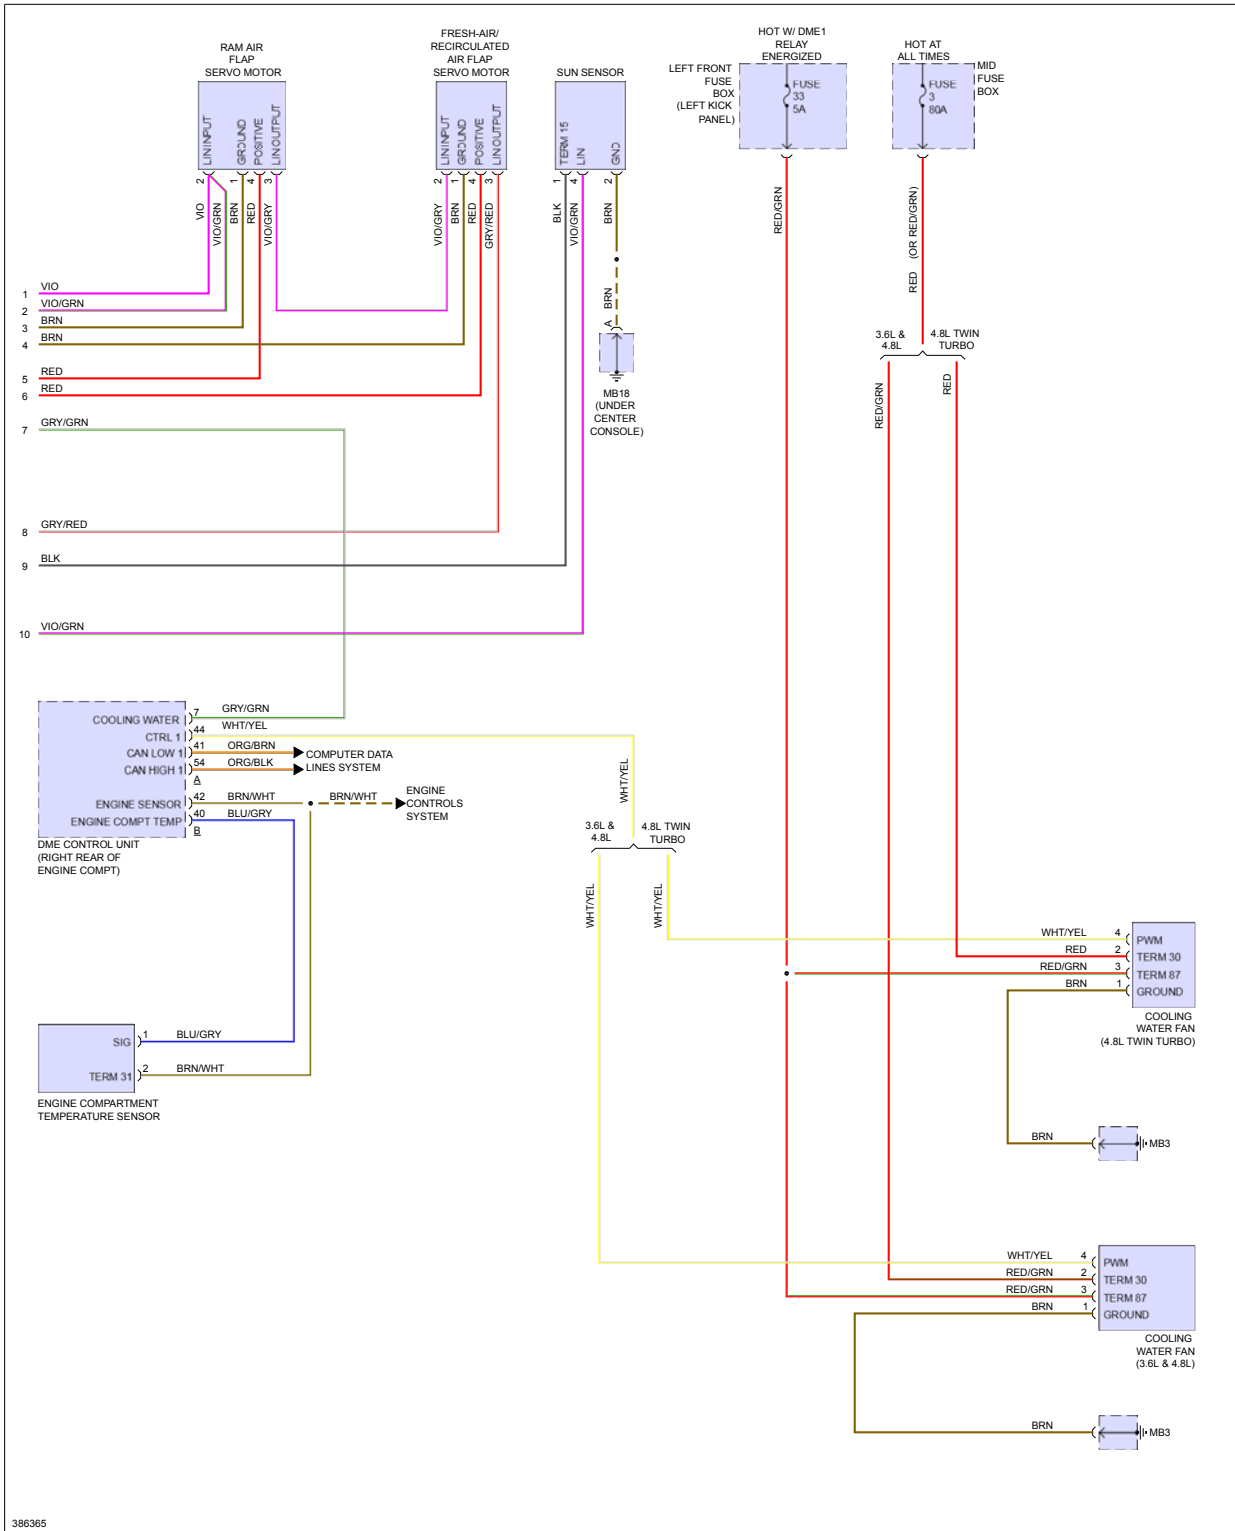 RAM AIR
FLAP
SERVO MOTOR
FRESH-AIR/
RECIRCULATED
AIR FLAP
SERVO MOTOR
SUN SENSOR
HOT W/ DME1
RELAY
ENERGIZED
HOT AT
ALL TIMES
LEFT FRONT
FUSE
BOX
(LEFT KICK
PANEL)
FUSE
33
5A
FUSE
3
80A
MID
FUSE
BOX
LIN INPUT
GROUND
POSITIVE
LIN OUTPUT
LIN INPUT
GROUND
POSITIVE
LIN OUTPUT
TERM 15
LIN
GND
2
1
4
3
2
1
4
3
1
4
2
VIO
VIO/GRN
BRN
RED
VIO/GRY
VIO/GRY
BRN
RED
GRY/RED
BLK
VIO/GRN
BRN
BRN
A
RED/GRN
RED (OR RED/GRN)
MB18
(UNDER
CENTER
CONSOLE)
3.6L &
4.8L
4.8L TWIN
TURBO
RED/GRN
RED
1 VIO
2 VIO/GRN
3 BRN
4 BRN
5 RED
6 RED
7 GRY/GRN
8 GRY/RED
9 BLK
10 VIO/GRN
COOLING WATER 7 GRY/GRN
CTRL 1 44 WHT/YEL
CAN LOW 1 41 ORG/BRN
CAN HIGH 1 54 ORG/BLK
A
COMPUTER DATA
LINES SYSTEM
ENGINE SENSOR 42 BRN/WHT BRN/WHT
ENGINE COMPT TEMP 40 BLU/GRY
B
ENGINE
CONTROLS
SYSTEM
DME CONTROL UNIT
(RIGHT REAR OF
ENGINE COMPT)
WHT/YEL
3.6L &
4.8L
4.8L TWIN
TURBO
WHT/YEL
WHT/YEL
WHT/YEL 4 PWM
RED 2 TERM 30
RED/GRN 3 TERM 87
BRN 1 GROUND
COOLING
WATER FAN
(4.8L TWIN TURBO)
SIG 1 BLU/GRY
TERM 31 2 BRN/WHT
ENGINE COMPARTMENT
TEMPERATURE SENSOR
BRN MB3
WHT/YEL 4 PWM
RED/GRN 2 TERM 30
RED/GRN 3 TERM 87
BRN 1 GROUND
COOLING
WATER FAN
(3.6L & 4.8L)
BRN MB3
386365